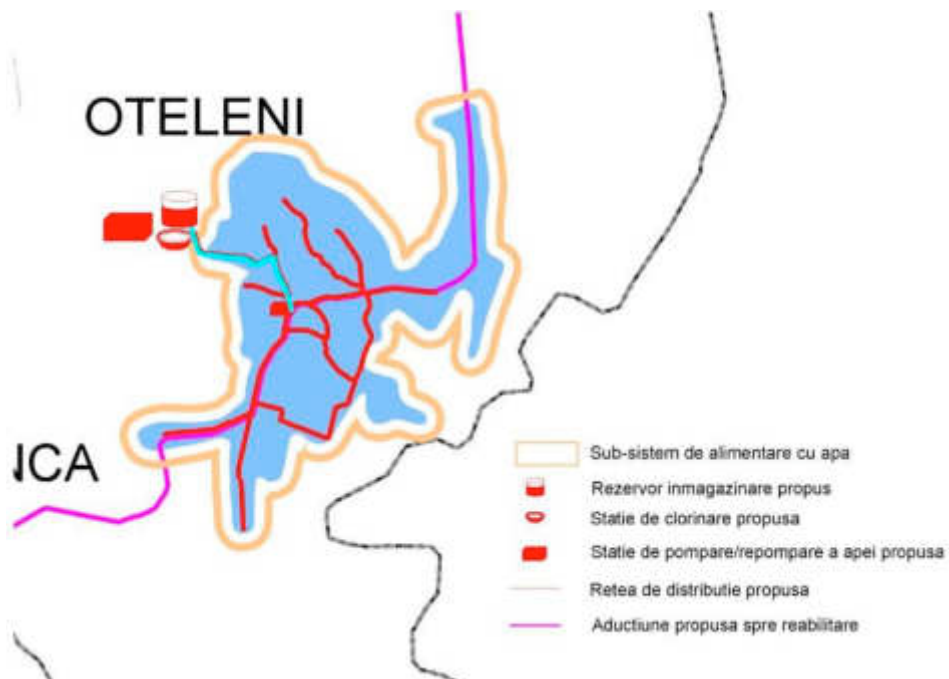 OTELENI
NCA
Sub-sistem de alimentare cu apa
Rezervor inmagazinare propus
Statie de clorinare propusa
Statie de pompare/repompare a apei propusa
Retea de distributie propusa
Aductiune propusa spre reabilitare